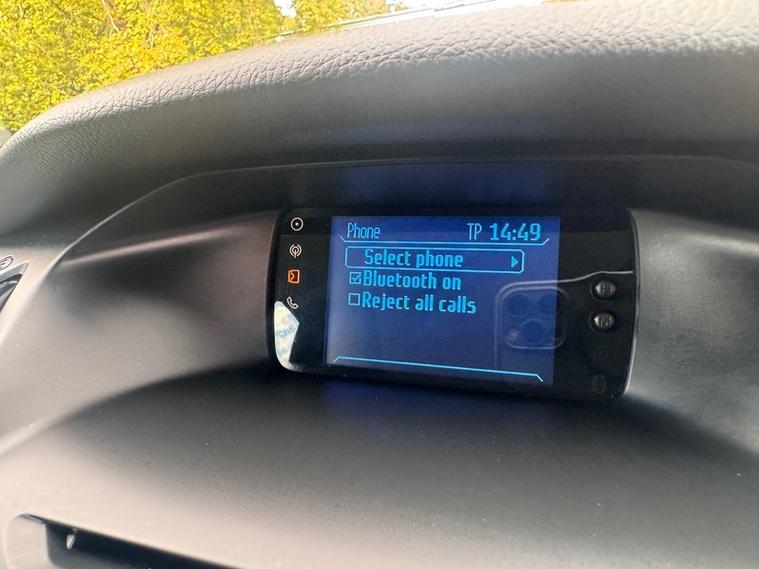 Phone TP 14:49
Select phone
Bluetooth on
Reject all calls